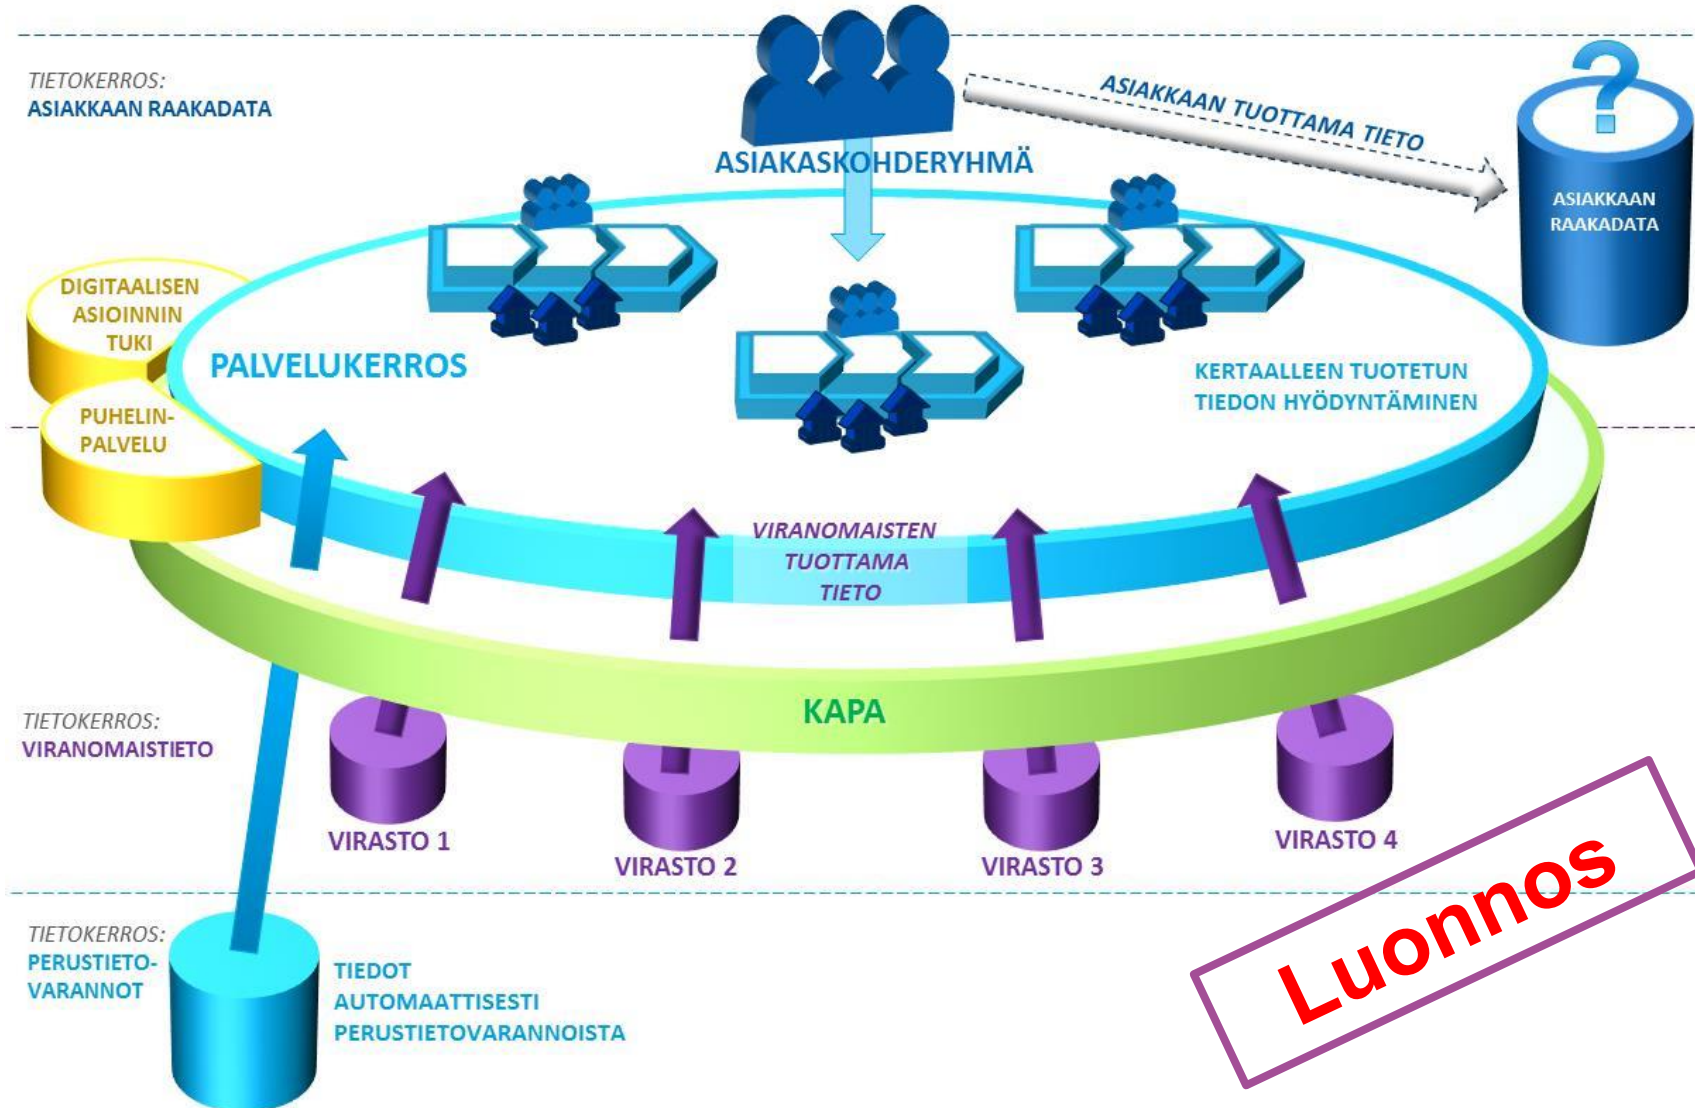 TIETOKERROS:
ASIAKKAAN RAAKADATA
ASIAKASKOHDERYHMÄ
ASIAKKAAN TUOTTAMA TIETO
?
ASIAKKAAN
RAAKADATA
DIGITAALISEN
ASIOINNIN
TUKI
PUHELIN-
PALVELU
PALVELUKERROS
KERTAALLEEN TUOTETUN
TIEDON HYÖDYNTÄMINEN
VIRANOMAISTEN
TUOTTAMA
TIETO
KAPA
TIETOKERROS:
VIRANOMAISTIETO
VIRASTO 1
VIRASTO 2
VIRASTO 3
VIRASTO 4
Luonnos
TIETOKERROS:
PERUSTIETO-
VARANNOT
TIEDOT
AUTOMAATTISESTI
PERUSTIETOVARANNOISTA